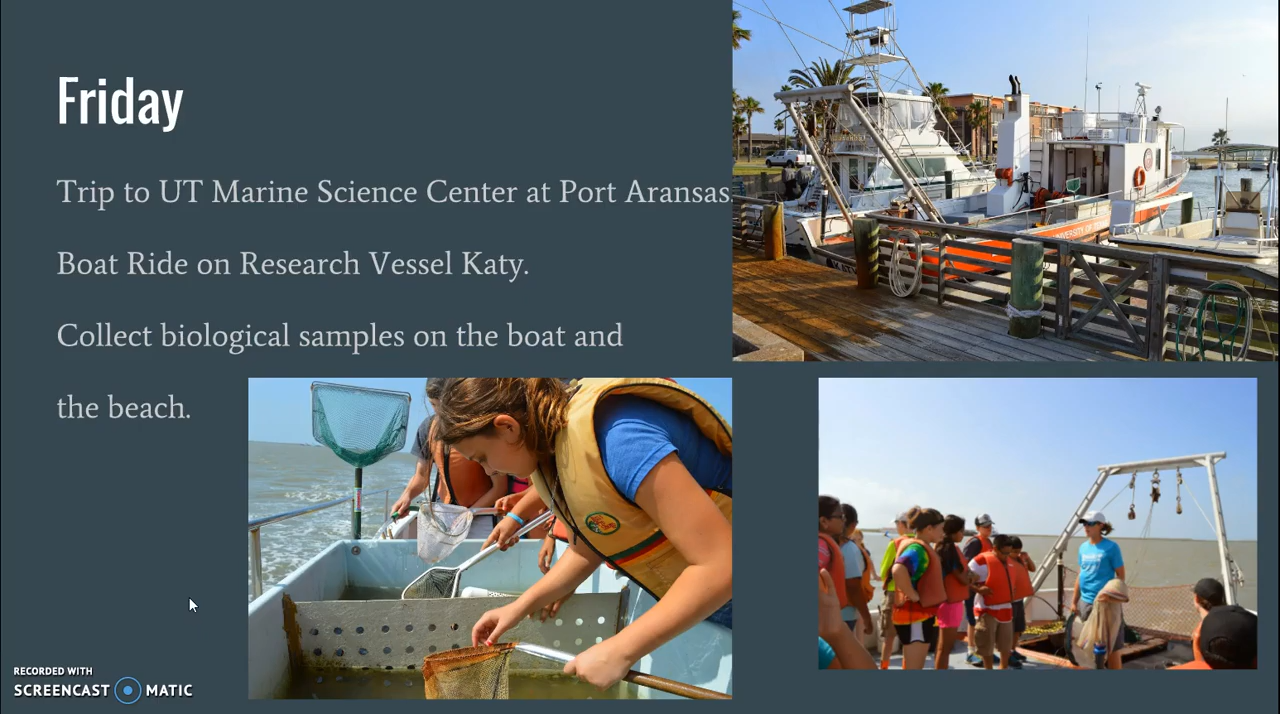 Friday
Trip to UT Marine Science Center at Port Aransas.
Boat Ride on Research Vessel Katy.
Collect biological samples on the boat and
the beach.
RECORDED WITH
SCREENCAST MATIC